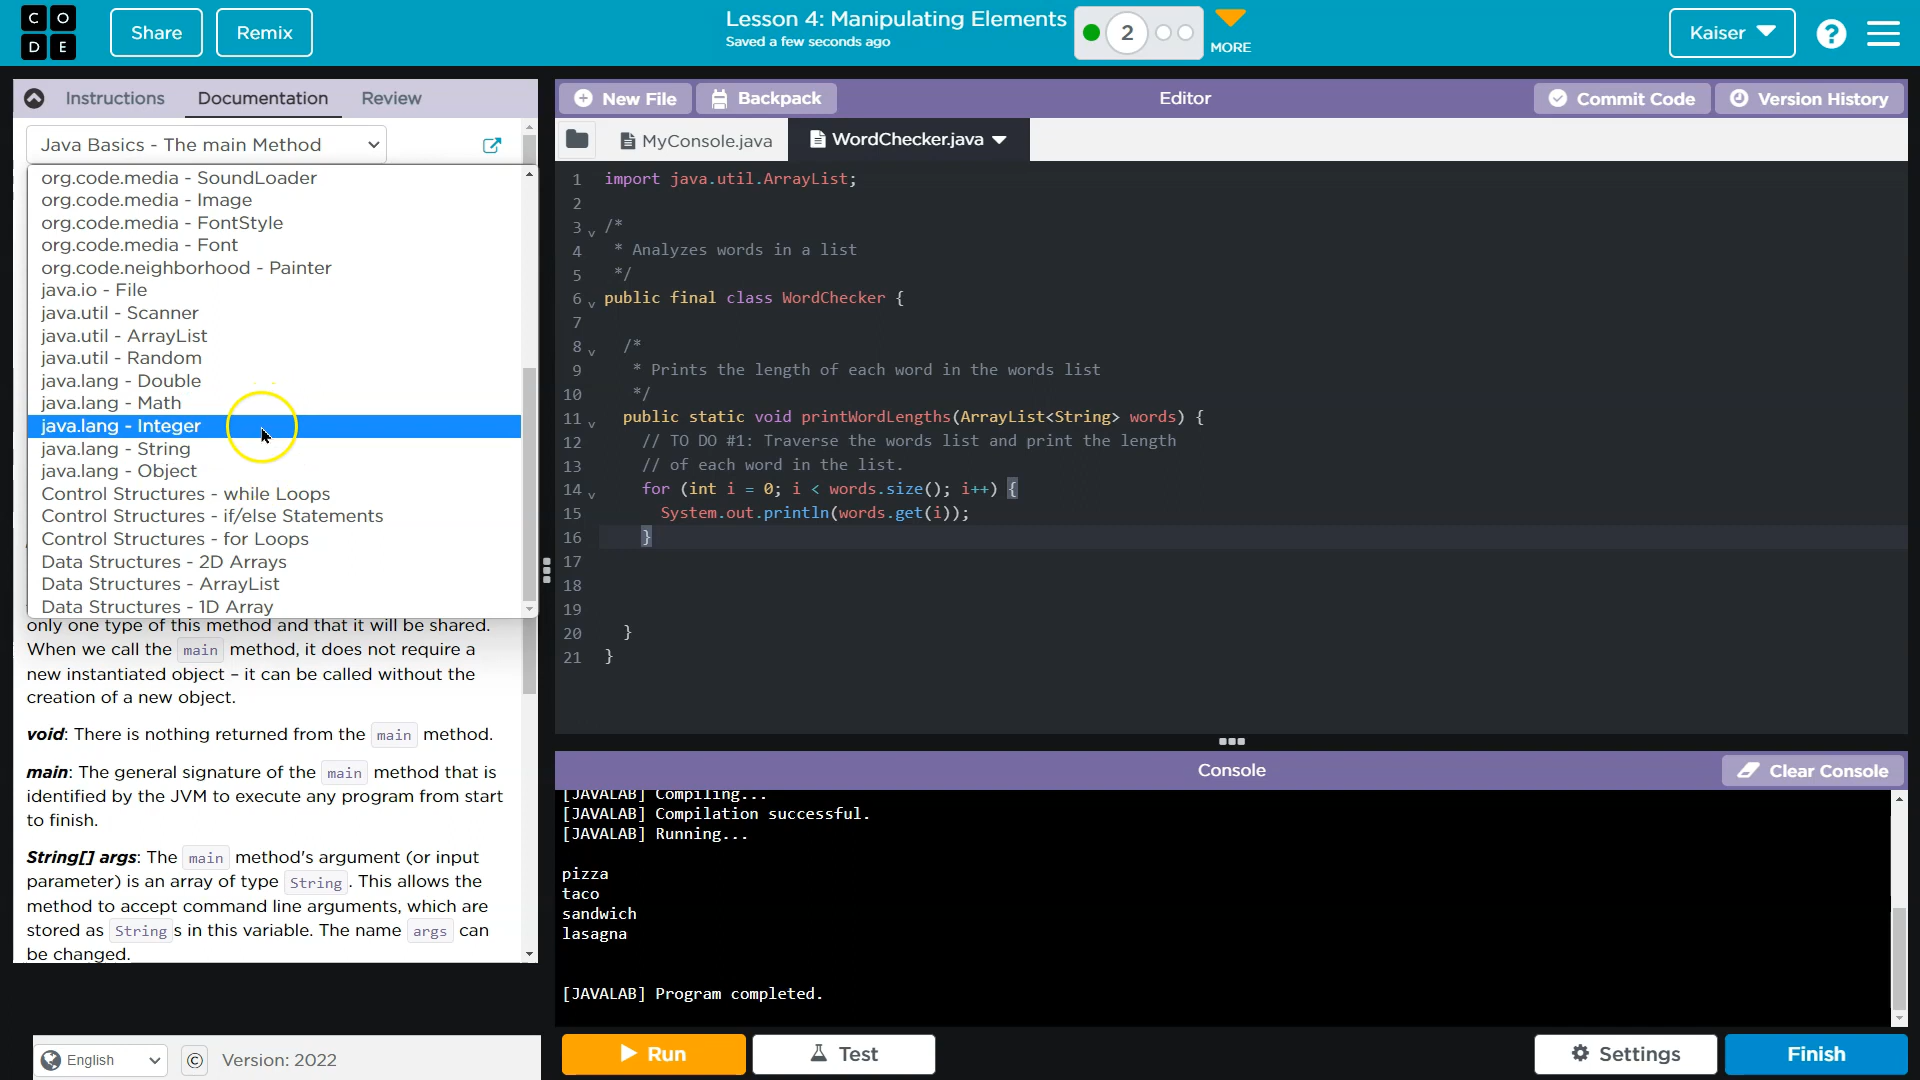 C O
D E
Share
Remix
Lesson 4: Manipulating Elements
Saved a few seconds ago
2
MORE
Kaiser
?
Instructions
Documentation
Review
Java Basics - The main Method
org.code.media - SoundLoader
org.code.media - Image
org.code.media - FontStyle
org.code.media - Font
org.code.neighborhood - Painter
java.io - File
java.util - Scanner
java.util - ArrayList
java.util - Random
java.lang - Double
java.lang - Math
java.lang - Integer
java.lang - String
java.lang - Object
Control Structures - while Loops
Control Structures - if/else Statements
Control Structures - for Loops
Data Structures - 2D Arrays
Data Structures - ArrayList
Data Structures - 1D Array
only one type of this method and that it will be shared.
When we call the main method, it does not require a
new instantiated object – it can be called without the
creation of a new object.
void: There is nothing returned from the main method.
main: The general signature of the main method that is
identified by the JVM to execute any program from start
to finish.
String[] args: The main method's argument (or input
parameter) is an array of type String. This allows the
method to accept command line arguments, which are
stored as Strings in this variable. The name args can
be changed.
English
©
Version: 2022
New File
Backpack
Editor
Commit Code
Version History
MyConsole.java
WordChecker.java
1 import java.util.ArrayList;
2
3 /*
4 * Analyzes words in a list
5 */
6 public final class WordChecker {
7
8 /*
9 * Prints the length of each word in the words list
10 */
11 public static void printWordLengths(ArrayList<String> words) {
12 // TO DO #1: Traverse the words list and print the length
13 // of each word in the list.
14 for (int i = 0; i < words.size(); i++) {
15 System.out.println(words.get(i));
16 }
17
18
19
20 }
21 }
Console
Clear Console
[JAVALAB] Compiling...
[JAVALAB] Compilation successful.
[JAVALAB] Running...
pizza
taco
sandwich
lasagna
[JAVALAB] Program completed.
Run
Test
Settings
Finish